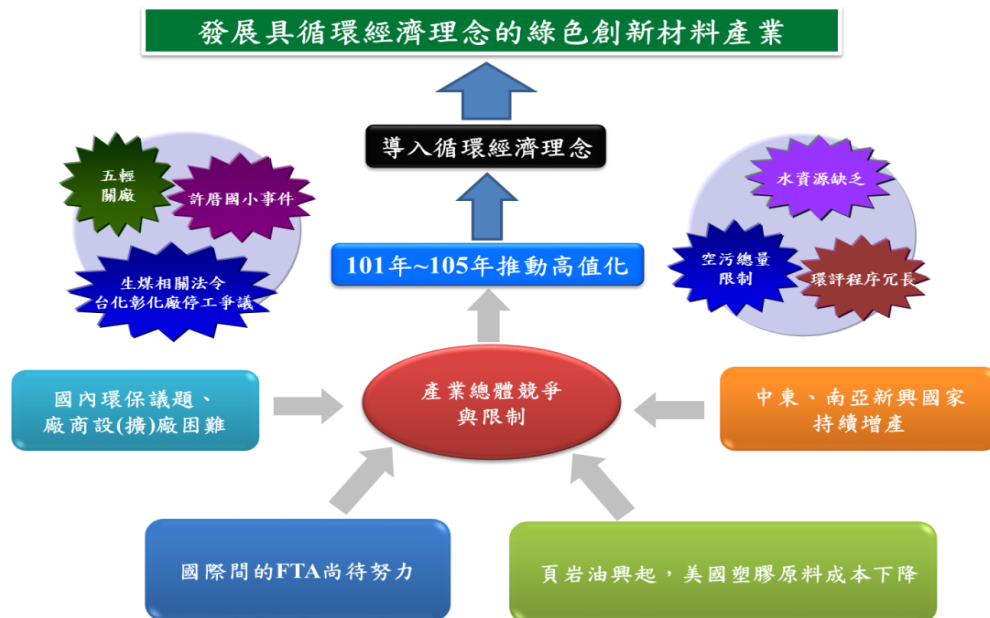 發展具循環經濟理念的綠色創新材料產業
導入循環經濟理念
五輕
關廠
許厝國小事件
生煤相關法令
台化彰化廠停工爭議
水資源缺乏
空污總量
限制
環評程序冗長
101年~105年推動高值化
產業總體競爭
與限制
國內環保議題、
廠商設(擴)廠困難
中東、南亞新興國家
持續增產
國際間的FTA尚待努力
頁岩油興起，美國塑膠原料成本下降